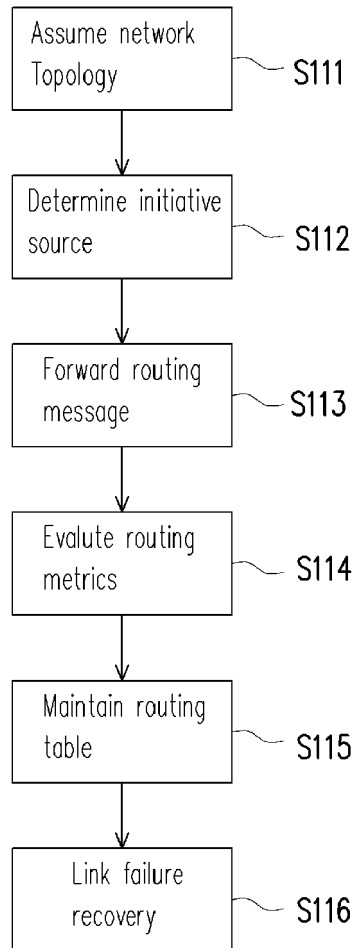 Assume network
Topology
S111
Determine initiative
source
S112
Forward routing
message
S113
Evalute routing
metrics
S114
Maintain routing
table
S115
Link failure
recovery
S116